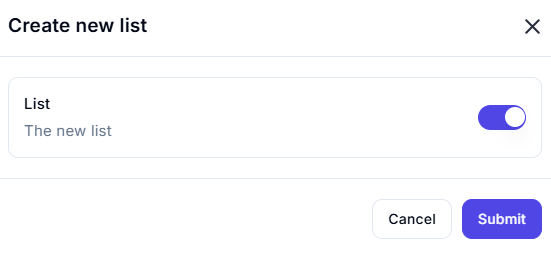 Create new list
List
The new list
Cancel
Submit